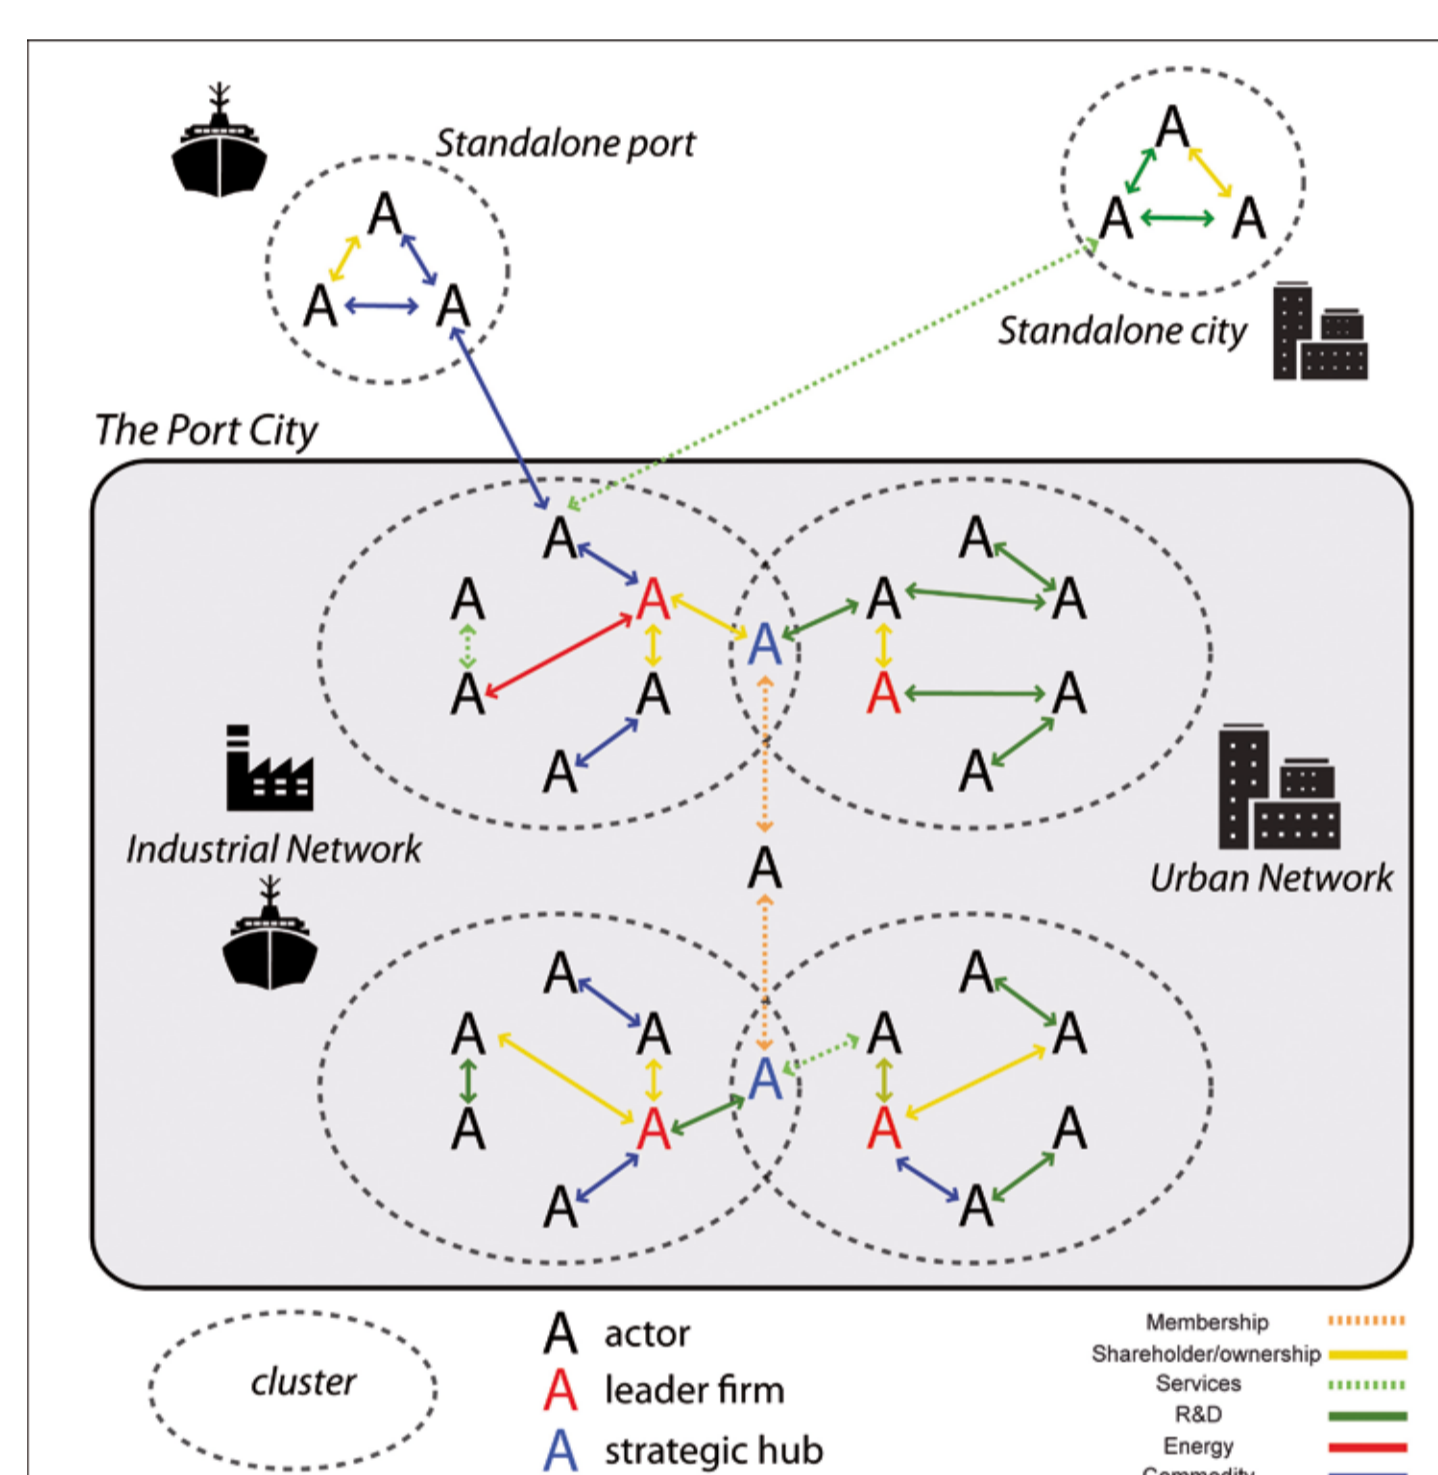 Standalone port
A
A A
A
A A
Standalone city
The Port City
A A
A A A A
A
A A A A
A A
Industrial Network
A
Urban Network
A A
A A A A
A
A A A A
A A
cluster
A actor
A leader firm
A strategic hub
Membership
Shareholder/ownership
Services
R&D
Energy
Commodity